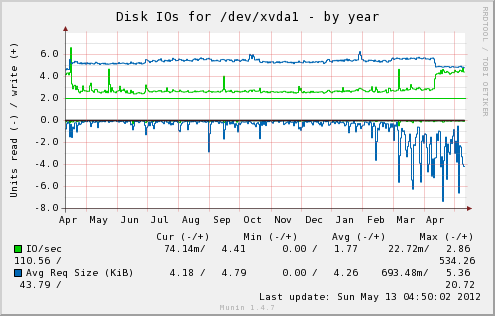 Disk IOs for /dev/xvda1 - by year
RRDTOOL / TOBI OETIKER
Units read (-) / write (+)
6.0
4.0
2.0
0.0
-2.0
-4.0
-6.0
-8.0
Apr May Jun Jul Aug Sep Oct Nov Dec Jan Feb Mar Apr
Cur (-/+) Min (-/+) Avg (-/+) Max (-/+)
IO/sec 74.14m/ 4.41 0.00 / 1.77 22.72m/ 2.86
110.56 / 534.26
Avg Req Size (KiB) 4.18 / 4.79 0.00 / 4.26 693.48m/ 5.36
43.79 / 20.72
Last update: Sun May 13 04:50:02 2012
Munin 1.4.7